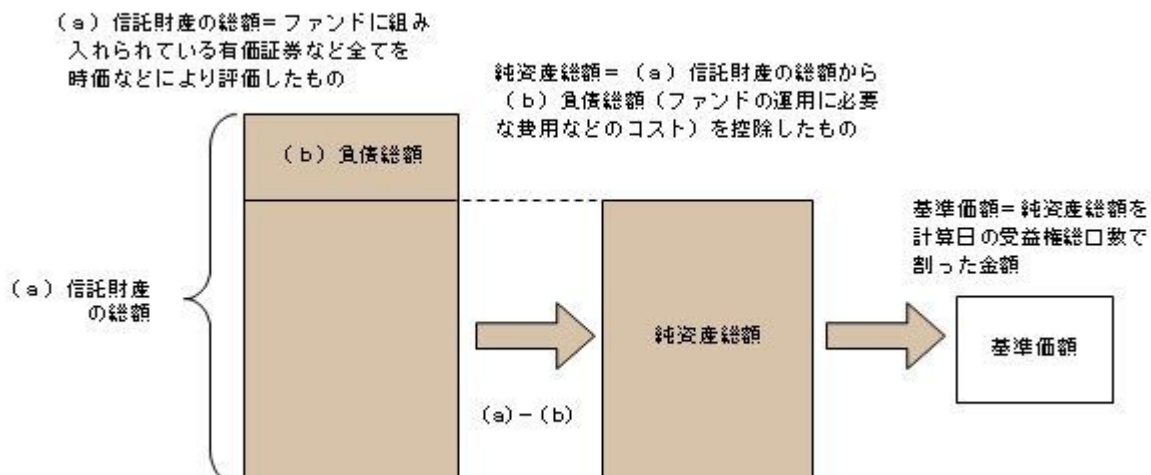 （a）信託財産の総額＝ファンドに組み
入れられている有価証券など全てを
時価などにより評価したもの
純資産総額＝（a）信託財産の総額から
（b）負債総額（ファンドの運用に必要
な費用などのコスト）を控除したもの
（b）負債総額
基準価額＝純資産総額を
計算日の受益権総口数で
割った金額
（a）信託財産
の総額
純資産総額
基準価額
（a）－（b）